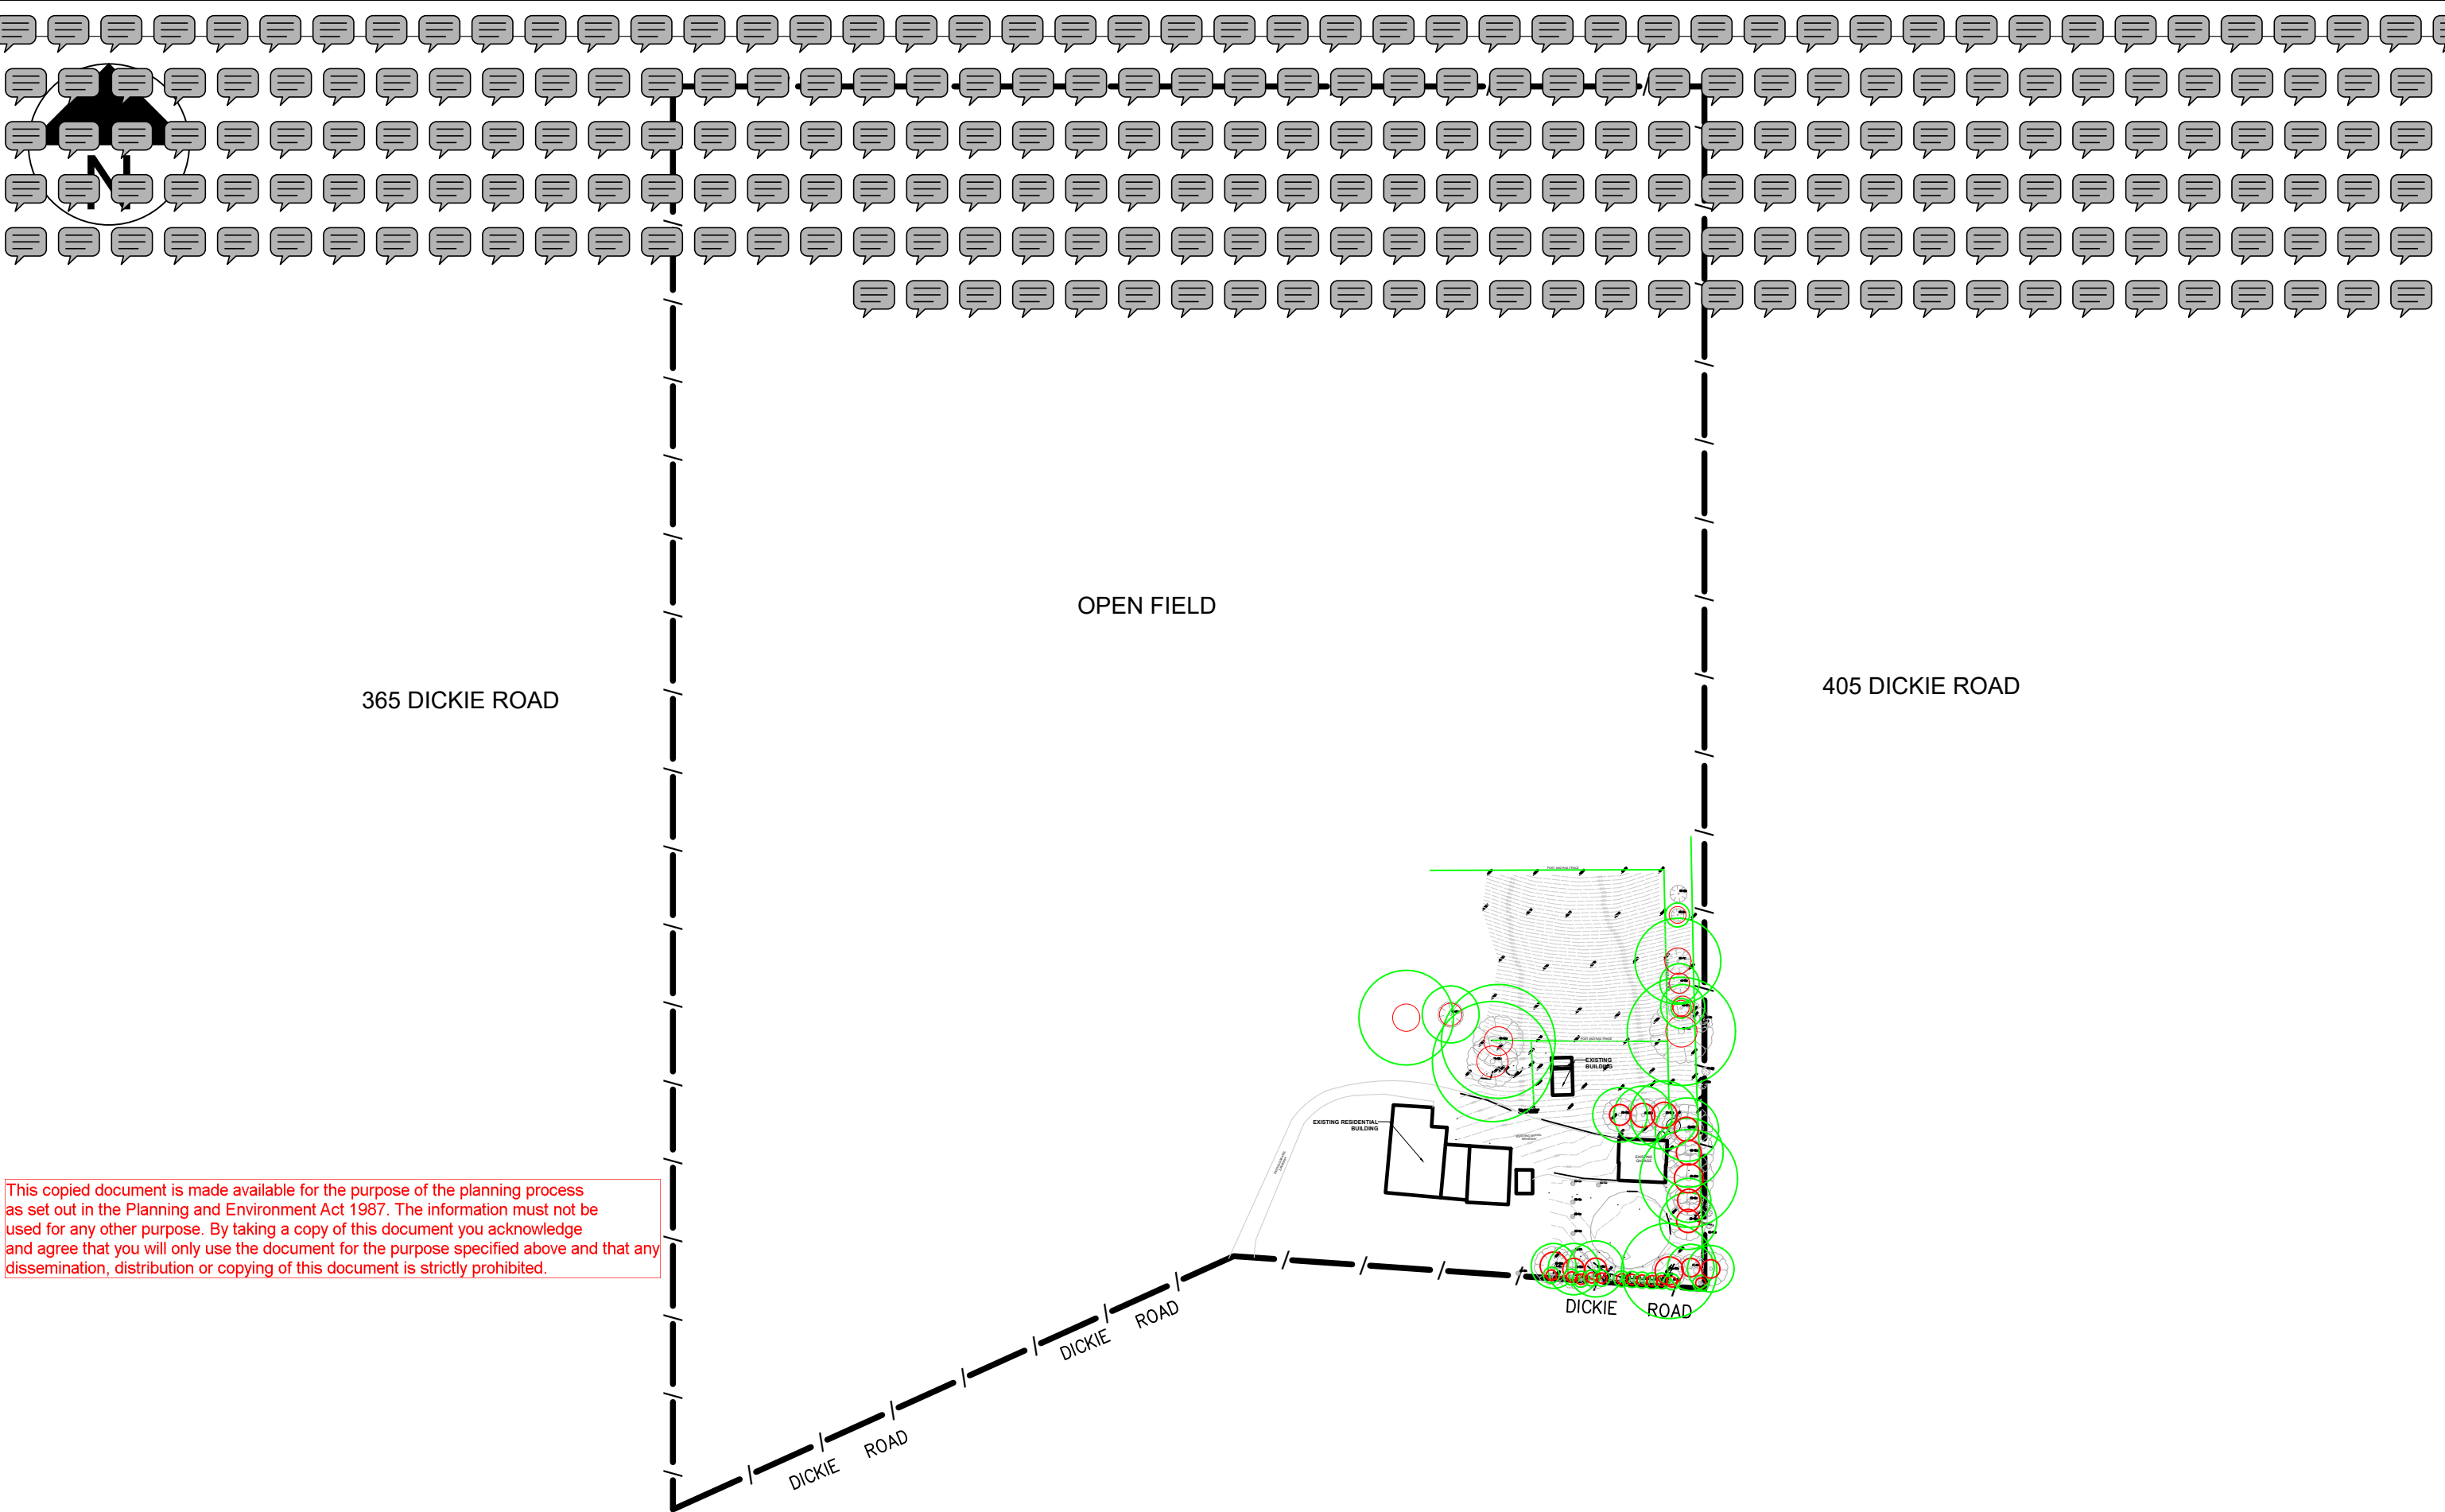 N
OPEN FIELD
365 DICKIE ROAD
405 DICKIE ROAD
EXISTING
BUILDING
EXISTING RESIDENTIAL
BUILDING
EXISTING
GARAGE
This copied document is made available for the purpose of the planning process
as set out in the Planning and Environment Act 1987. The information must not be
used for any other purpose. By taking a copy of this document you acknowledge
and agree that you will only use the document for the purpose specified above and that any
dissemination, distribution or copying of this document is strictly prohibited.
DICKIE ROAD
DICKIE ROAD
DICKIE ROAD